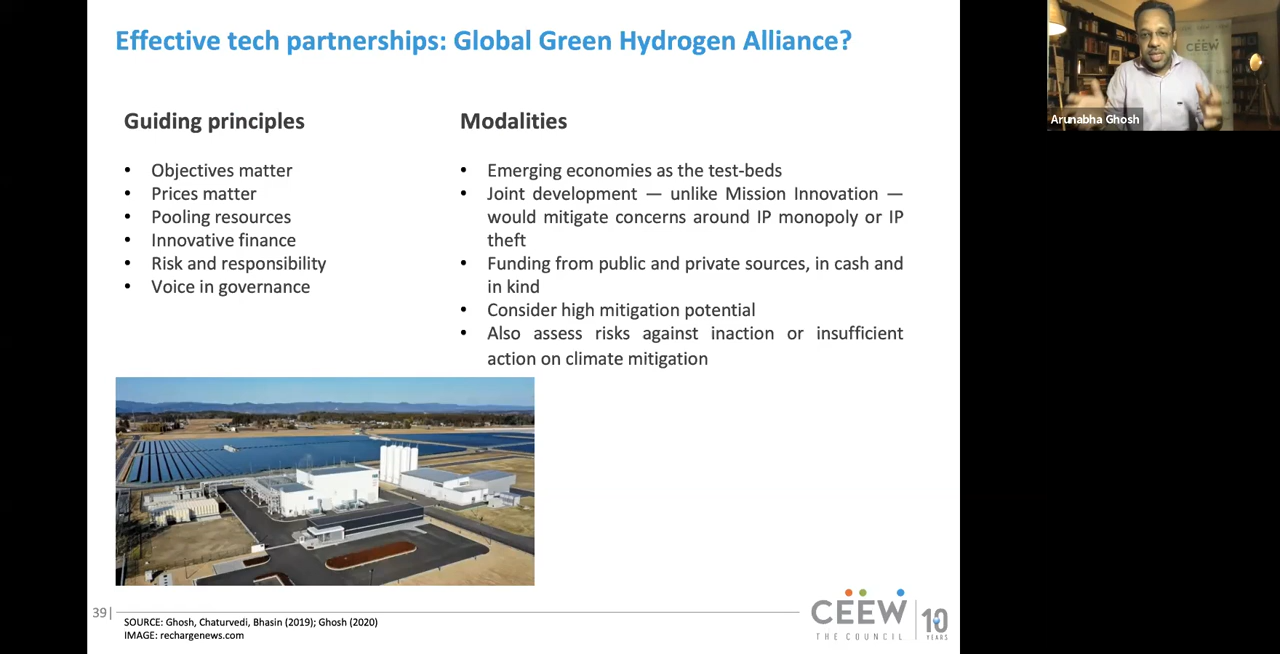 Effective tech partnerships: Global Green Hydrogen Alliance?
Guiding principles
• Objectives matter
• Prices matter
• Pooling resources
• Innovative finance
• Risk and responsibility
• Voice in governance
Modalities
• Emerging economies as the test-beds
• Joint development — unlike Mission Innovation —
would mitigate concerns around IP monopoly or IP
theft
• Funding from public and private sources, in cash and
in kind
• Consider high mitigation potential
• Also assess risks against inaction or insufficient
action on climate mitigation
39|
SOURCE: Ghosh, Chaturvedi, Bhasin (2019); Ghosh (2020)
IMAGE: rechargenews.com
CEEW
THE COUNCIL
10
YEARS
CEEW
Arunabha Ghosh